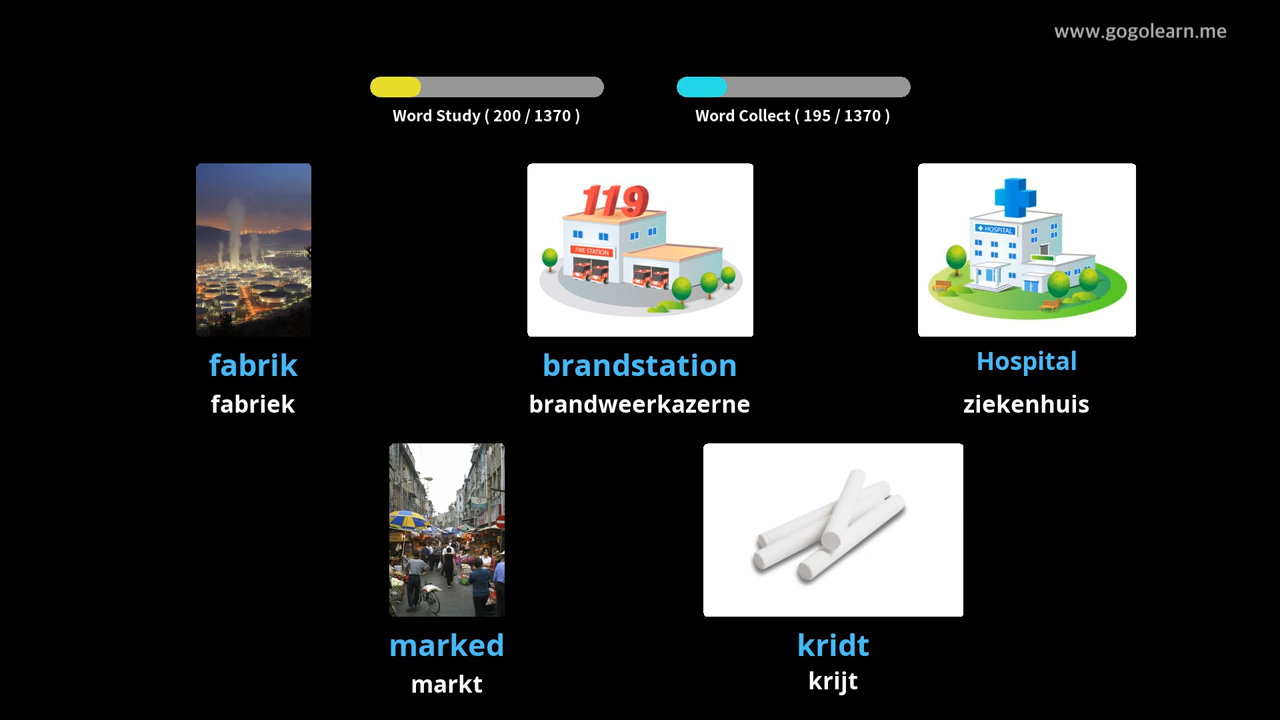 www.gogolearn.me
Word Study ( 200 / 1370 )
Word Collect ( 195 / 1370 )
119
FIRE STATION
HOSPITAL
fabrik
brandstation
Hospital
fabriek
brandweerkazerne
ziekenhuis
marked
kridt
markt
krijt